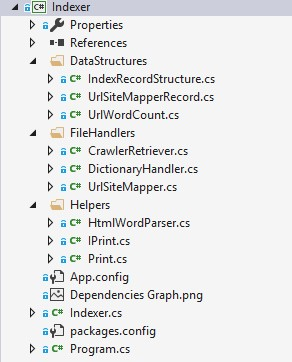 C# Indexer
Properties
References
DataStructures
C# IndexRecordStructure.cs
C# UrlSiteMapperRecord.cs
C# UrlWordCount.cs
FileHandlers
C# CrawlerRetriever.cs
C# DictionaryHandler.cs
C# UrlSiteMapper.cs
Helpers
C# HtmlWordParser.cs
C# IPrint.cs
C# Print.cs
App.config
Dependencies Graph.png
C# Indexer.cs
packages.config
C# Program.cs